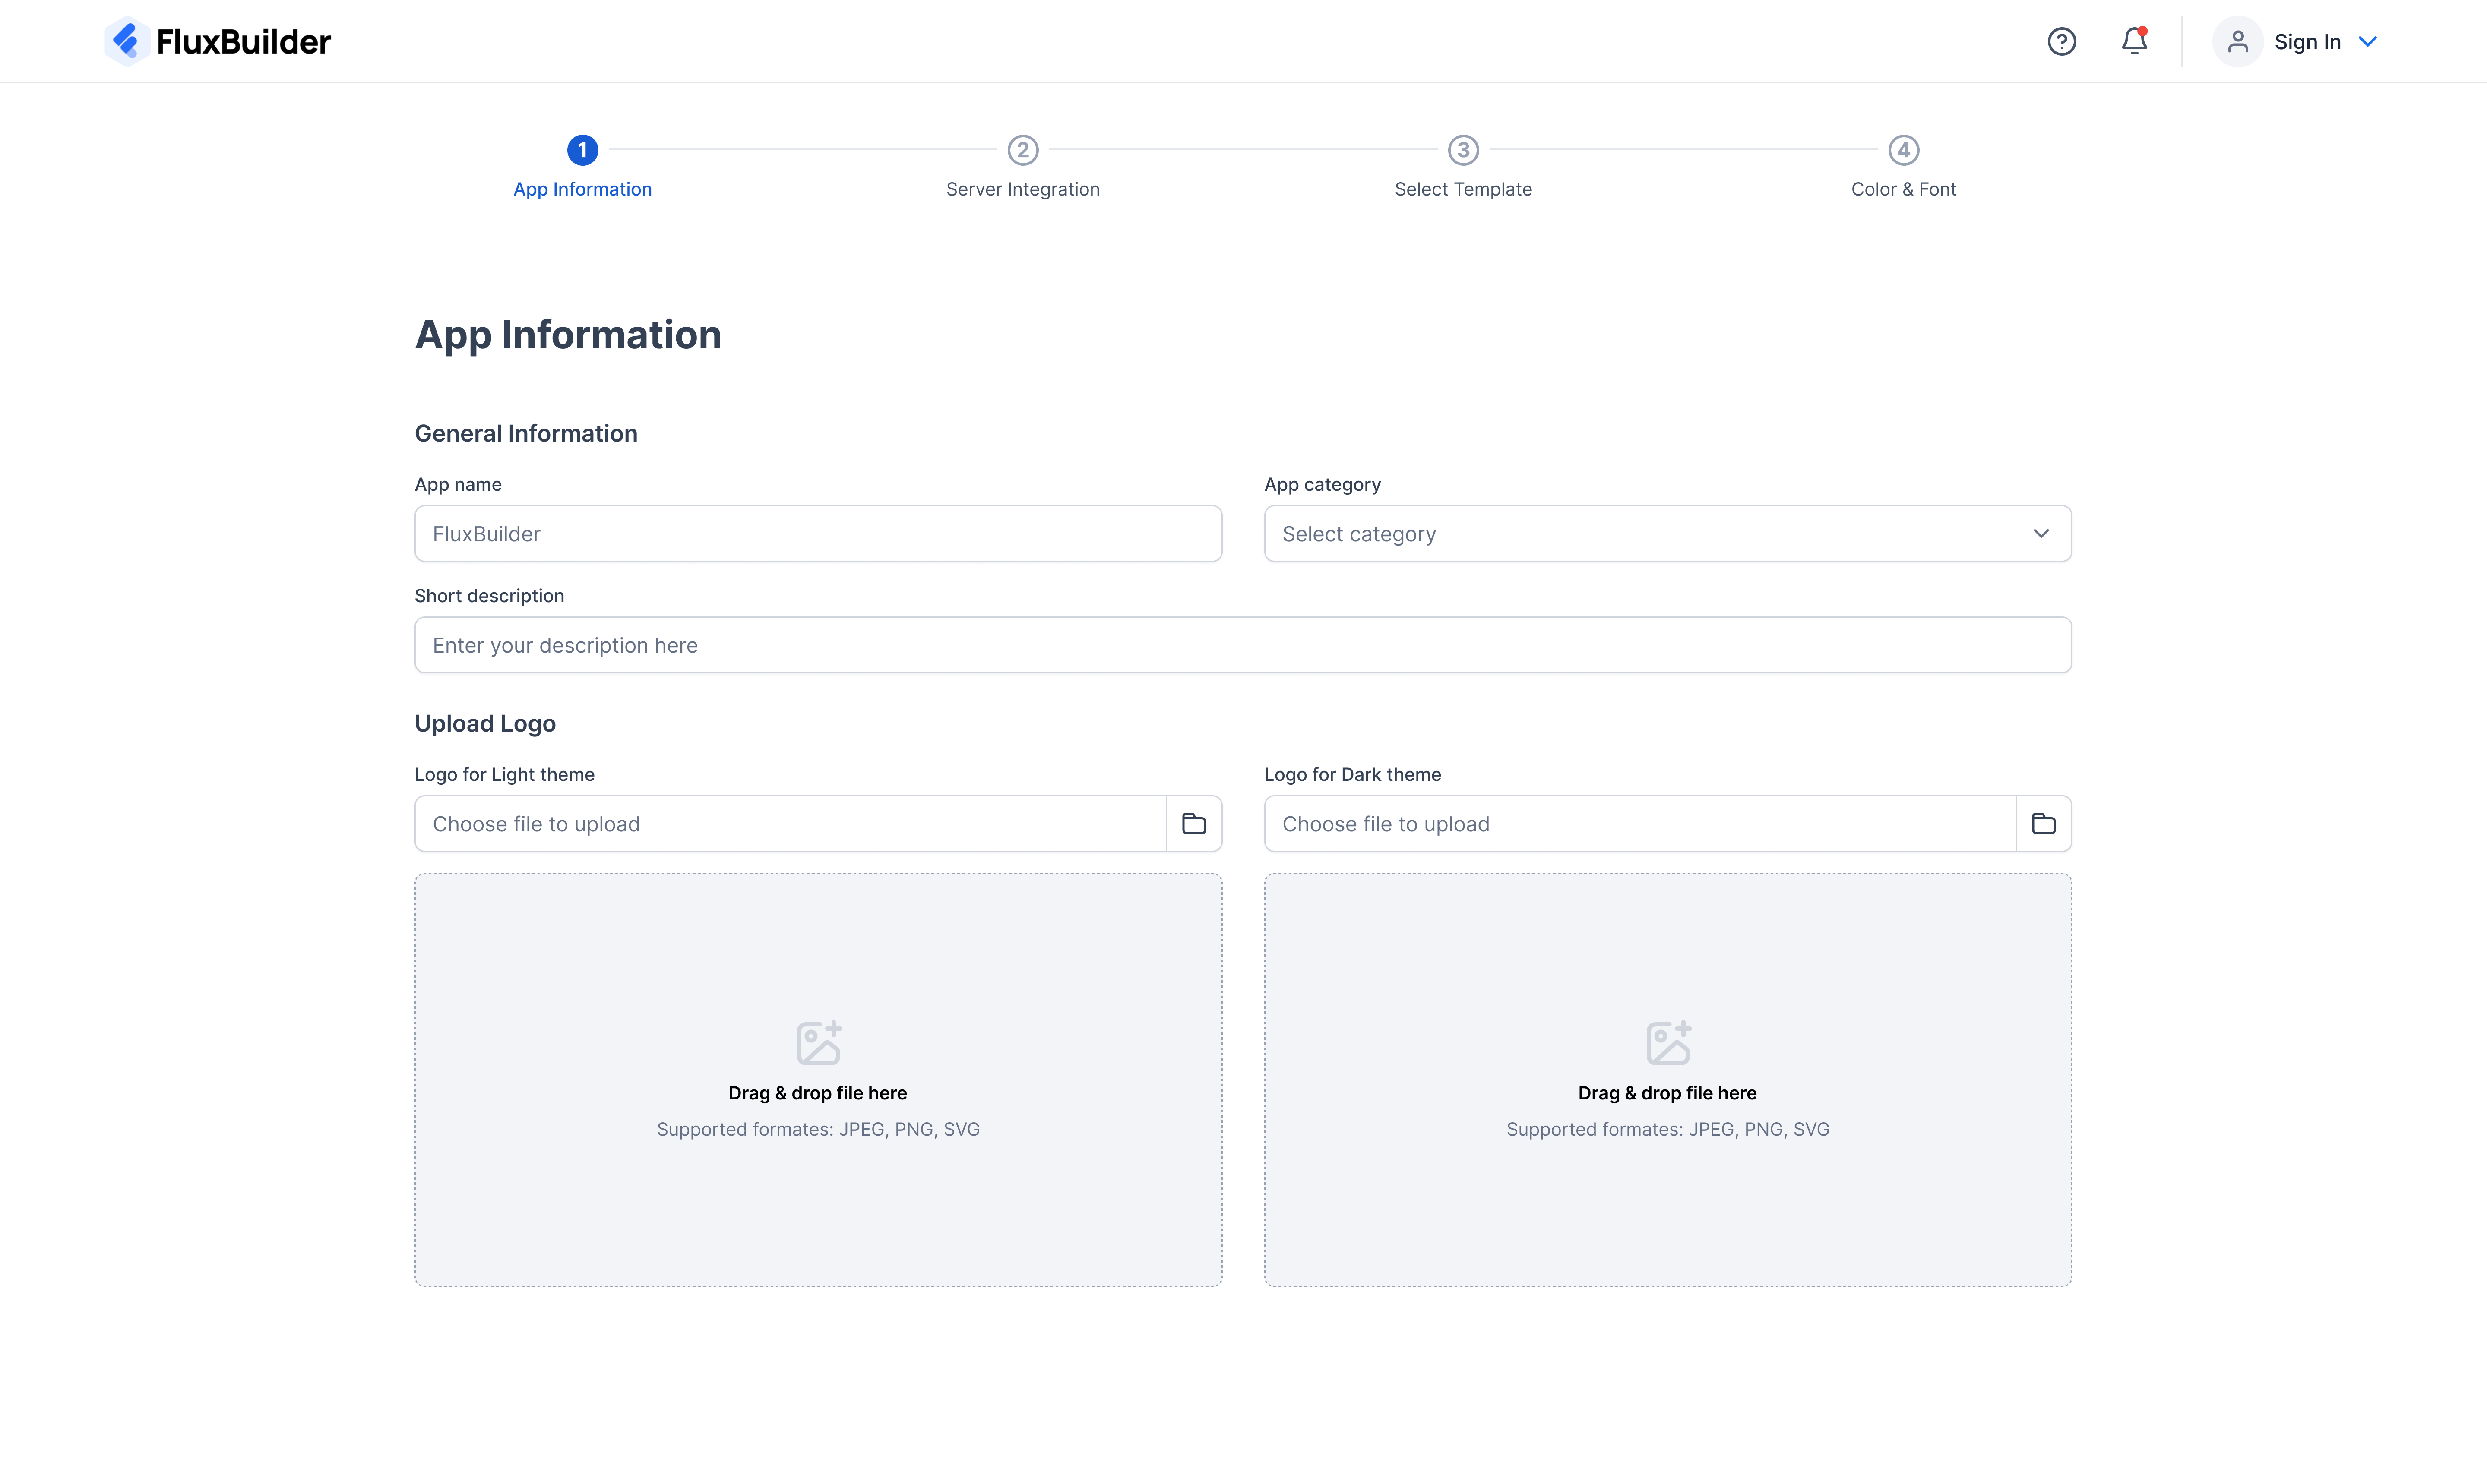 FluxBuilder
Sign In
1
2
3
4
App Information
Server Integration
Select Template
Color & Font
App Information
General Information
App name
App category
FluxBuilder
Select category
Short description
Enter your description here
Upload Logo
Logo for Light theme
Logo for Dark theme
Choose file to upload
Choose file to upload
Drag & drop file here
Supported formates: JPEG, PNG, SVG
Drag & drop file here
Supported formates: JPEG, PNG, SVG